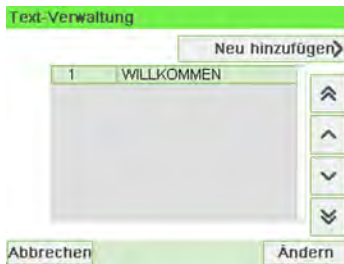 Text-Verwaltung
Neu hinzufügen
1 WILLKOMMEN
Abbrechen Ändern